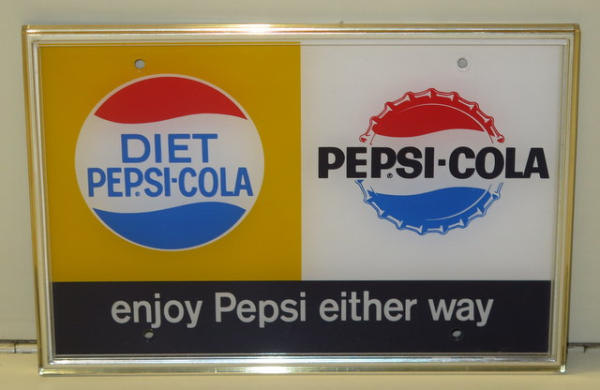 DIET
PEPSI-COLA
PEPSI-COLA
®
enjoy Pepsi either way